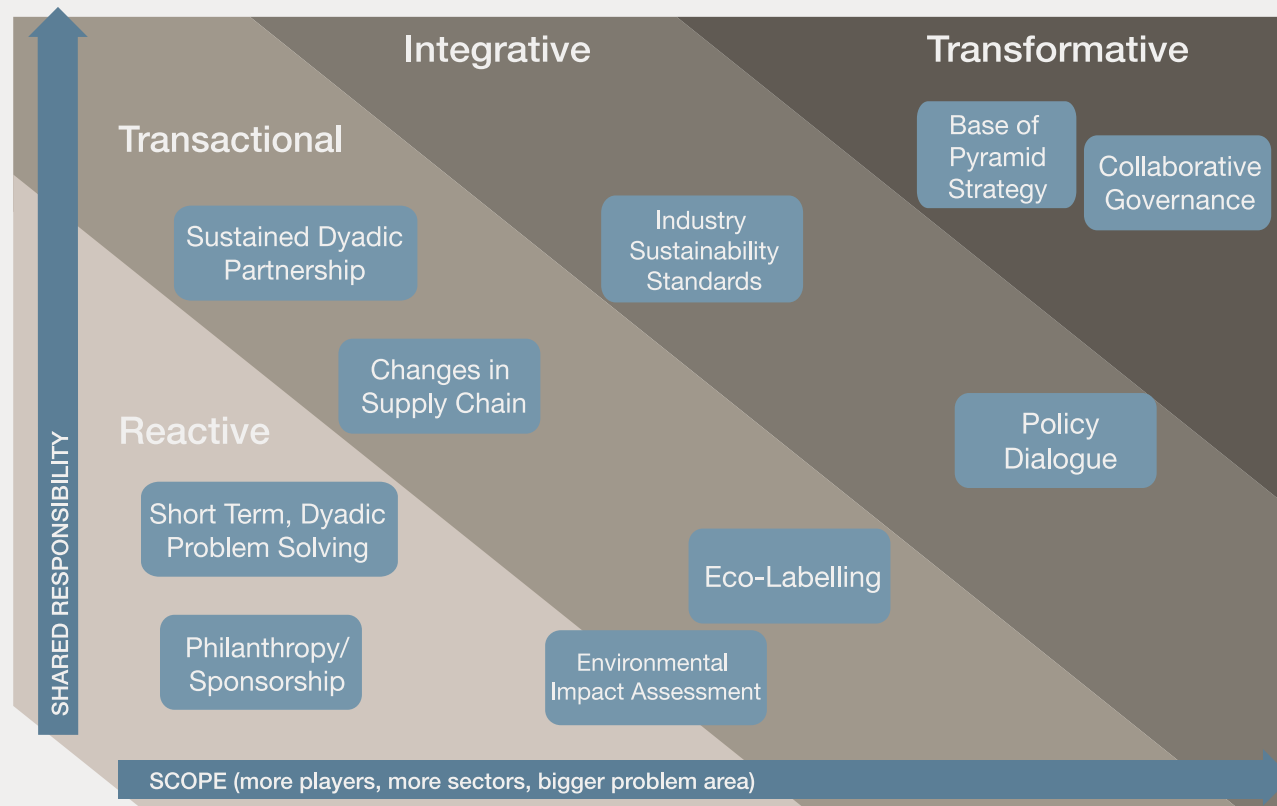 Integrative
Transformative
Transactional
Base of
Pyramid
Strategy
Collaborative
Governance
Sustained Dyadic
Partnership
Industry
Sustainability
Standards
Changes in
Supply Chain
Reactive
Policy
Dialogue
Short Term, Dyadic
Problem Solving
Eco-Labelling
Philanthropy/
Sponsorship
Environmental
Impact Assessment
SHARED RESPONSIBILITY
SCOPE (more players, more sectors, bigger problem area)